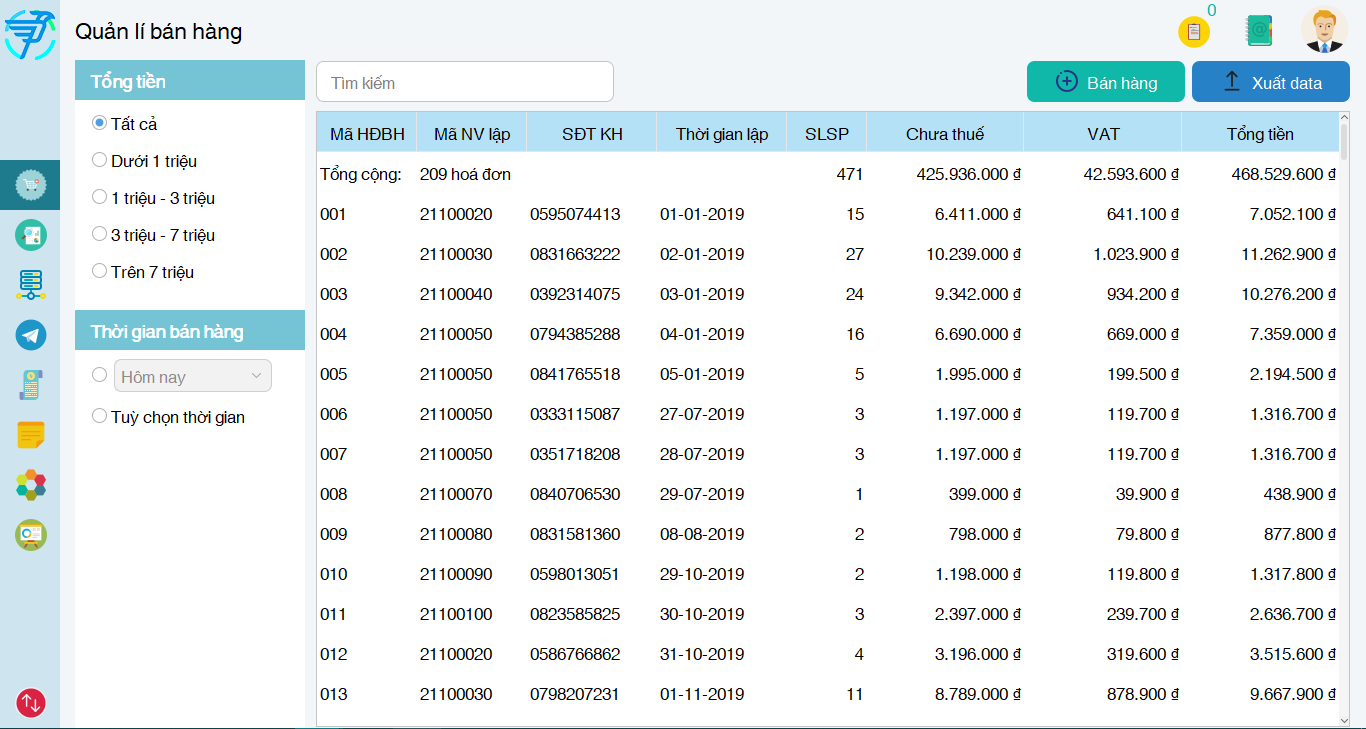 0
Quản lí bán hàng
Tổng tiền
Tất cả
Dưới 1 triệu
1 triệu - 3 triệu
3 triệu - 7 triệu
Trên 7 triệu
Thời gian bán hàng
Hôm nay
Tuỳ chọn thời gian
Tìm kiếm
Bán hàng
Xuất data
Mã HĐBH Mã NV lập SĐT KH Thời gian lập SLSP Chưa thuế VAT Tổng tiền
Tổng cộng: 209 hoá đơn 471 425.936.000 ₫ 42.593.600 ₫ 468.529.600 ₫
001 21100020 0595074413 01-01-2019 15 6.411.000 ₫ 641.100 ₫ 7.052.100 ₫
002 21100030 0831663222 02-01-2019 27 10.239.000 ₫ 1.023.900 ₫ 11.262.900 ₫
003 21100040 0392314075 03-01-2019 24 9.342.000 ₫ 934.200 ₫ 10.276.200 ₫
004 21100050 0794385288 04-01-2019 16 6.690.000 ₫ 669.000 ₫ 7.359.000 ₫
005 21100050 0841765518 05-01-2019 5 1.995.000 ₫ 199.500 ₫ 2.194.500 ₫
006 21100050 0333115087 27-07-2019 3 1.197.000 ₫ 119.700 ₫ 1.316.700 ₫
007 21100050 0351718208 28-07-2019 3 1.197.000 ₫ 119.700 ₫ 1.316.700 ₫
008 21100070 0840706530 29-07-2019 1 399.000 ₫ 39.900 ₫ 438.900 ₫
009 21100080 0831581360 08-08-2019 2 798.000 ₫ 79.800 ₫ 877.800 ₫
010 21100090 0598013051 29-10-2019 2 1.198.000 ₫ 119.800 ₫ 1.317.800 ₫
011 21100100 0823585825 30-10-2019 3 2.397.000 ₫ 239.700 ₫ 2.636.700 ₫
012 21100020 0586766862 31-10-2019 4 3.196.000 ₫ 319.600 ₫ 3.515.600 ₫
013 21100030 0798207231 01-11-2019 11 8.789.000 ₫ 878.900 ₫ 9.667.900 ₫